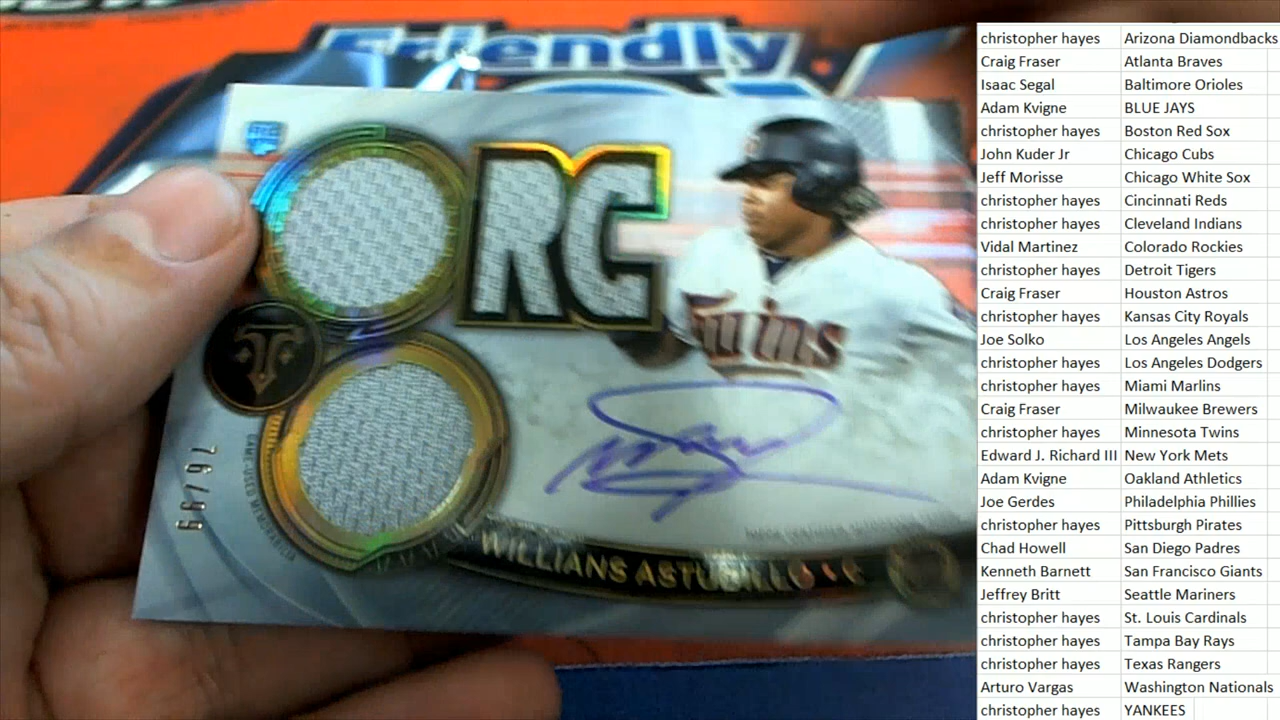 Friendly
RC
Twins
76/99
WILLIANS ASTUDILLO • C
christopher hayes Arizona Diamondbacks
Craig Fraser Atlanta Braves
Isaac Segal Baltimore Orioles
Adam Kvigne BLUE JAYS
christopher hayes Boston Red Sox
John Kuder Jr Chicago Cubs
Jeff Morisse Chicago White Sox
christopher hayes Cincinnati Reds
christopher hayes Cleveland Indians
Vidal Martinez Colorado Rockies
christopher hayes Detroit Tigers
Craig Fraser Houston Astros
christopher hayes Kansas City Royals
Joe Solko Los Angeles Angels
christopher hayes Los Angeles Dodgers
christopher hayes Miami Marlins
Craig Fraser Milwaukee Brewers
christopher hayes Minnesota Twins
Edward J. Richard III New York Mets
Adam Kvigne Oakland Athletics
Joe Gerdes Philadelphia Phillies
christopher hayes Pittsburgh Pirates
Chad Howell San Diego Padres
Kenneth Barnett San Francisco Giants
Jeffrey Britt Seattle Mariners
christopher hayes St. Louis Cardinals
christopher hayes Tampa Bay Rays
christopher hayes Texas Rangers
Arturo Vargas Washington Nationals
christopher hayes YANKEES